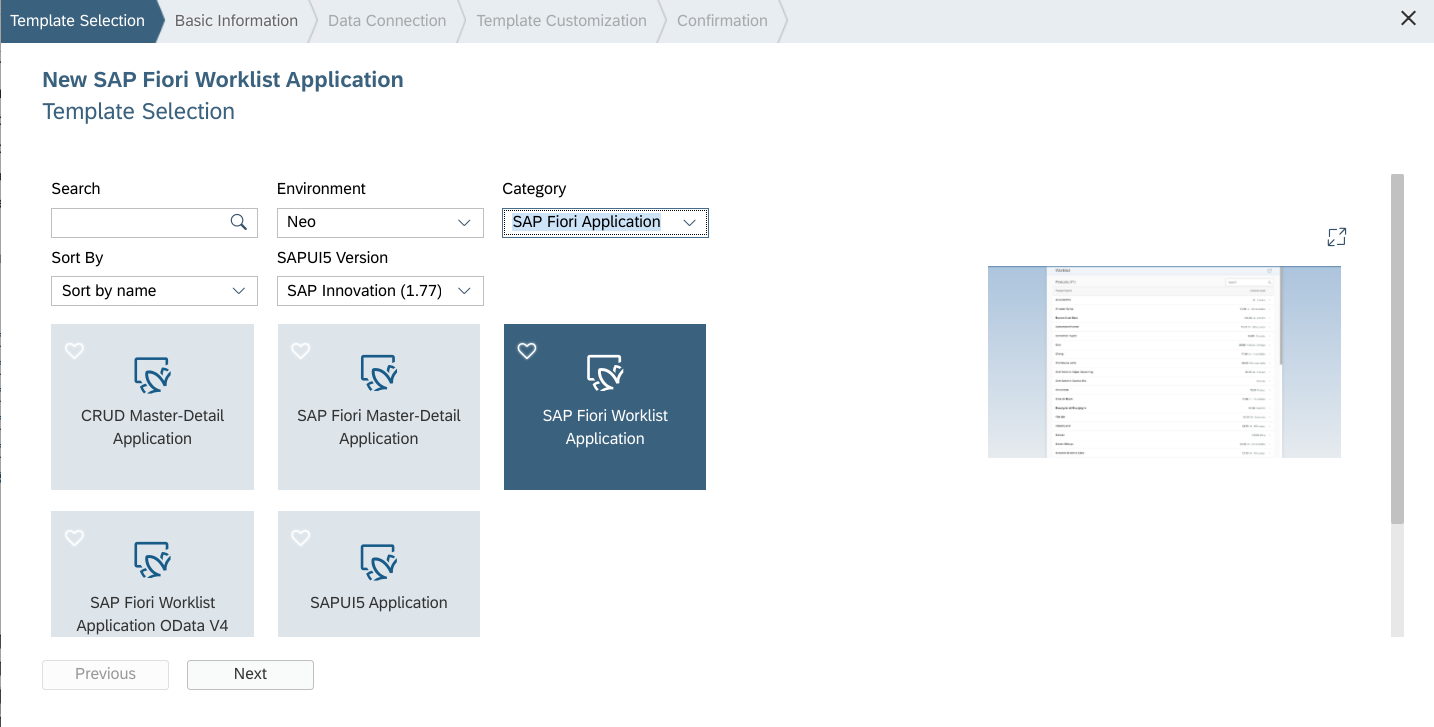 Template Selection
Basic Information
Data Connection
Template Customization
Confirmation
New SAP Fiori Worklist Application
Template Selection
Search
Environment
Category
Neo
SAP Fiori Application
Sort By
SAPUI5 Version
Sort by name
SAP Innovation (1.77)
CRUD Master-Detail
Application
SAP Fiori Master-Detail
Application
SAP Fiori Worklist
Application
SAP Fiori Worklist
Application OData V4
SAPUI5 Application
Previous
Next